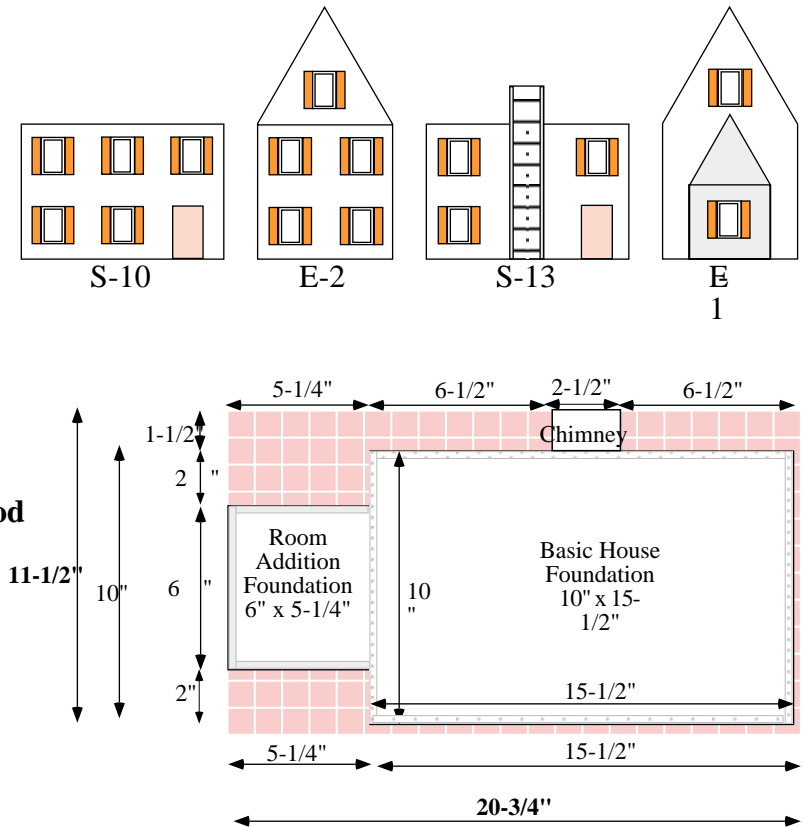 S-10
E-2
S-13
E-
1
5-1/4"
6-1/2"
2-1/2"
6-1/2"
1-1/2"
Chimney
2 "
od
11-1/2"
10"
6 "
Room
Addition
Foundation
6" x 5-1/4"
10
"
Basic House
Foundation
10" x 15-
1/2"
2"
15-1/2"
5-1/4"
15-1/2"
20-3/4"